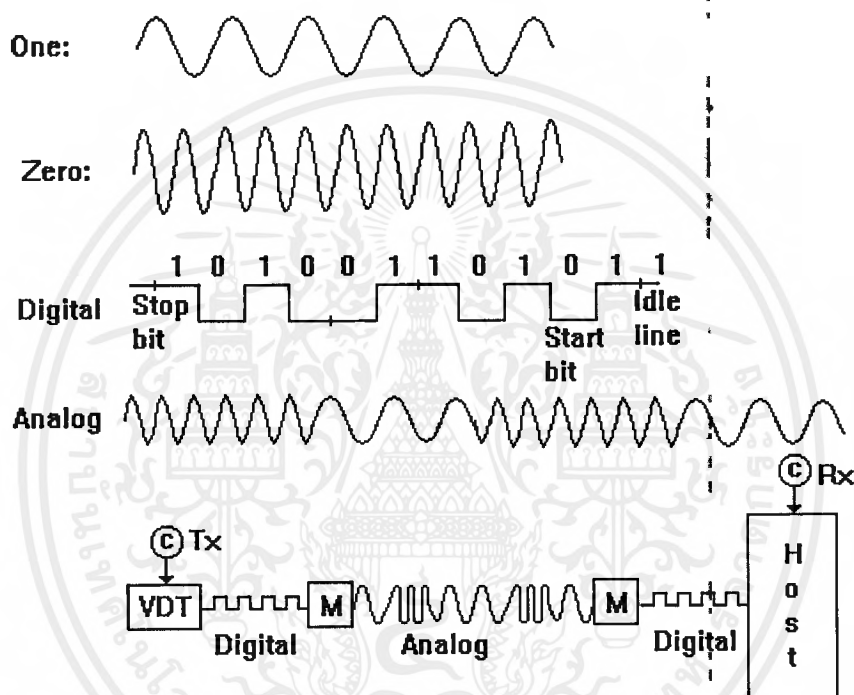 One:
Zero:
1 0 1 0 0 1 1 0 1 0 1 1
Digital Stop bit Start bit Idle line
Analog
C Rx
C Tx
VDT M M Host
Digital Analog Digital